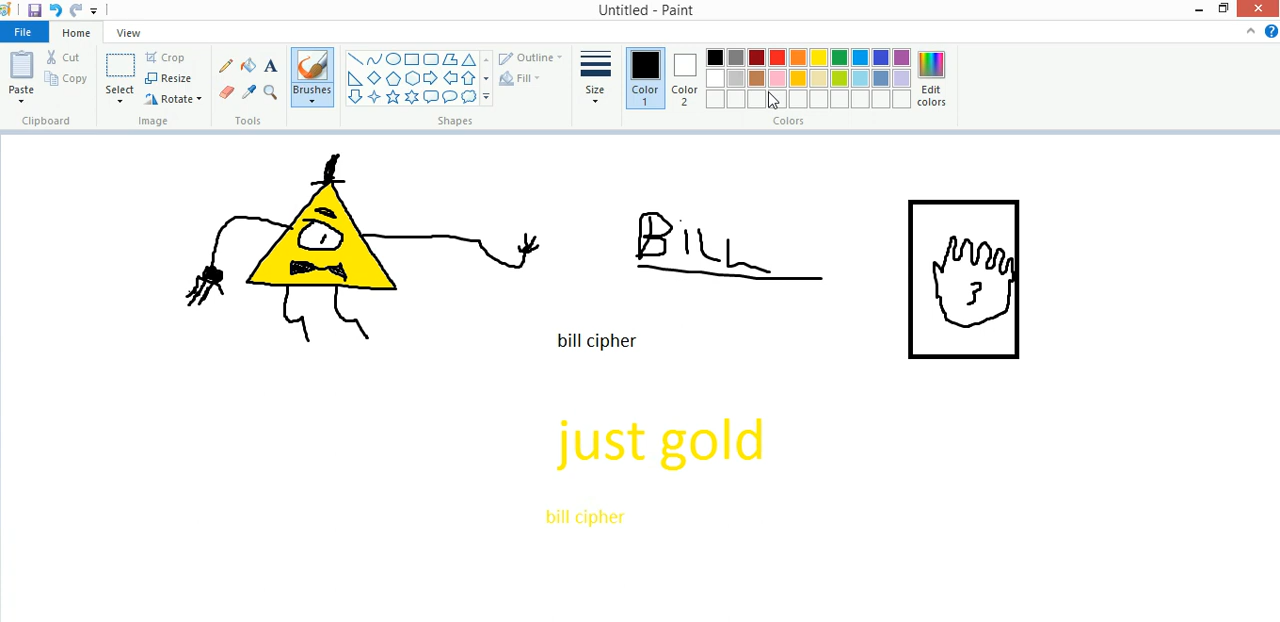 Untitled - Paint
File
Home
View
Paste
Cut
Copy
Clipboard
Select
Crop
Resize
Rotate
Image
A
Tools
Brushes
Shapes
Outline
Fill
Size
Color 1
Color 2
Edit colors
Colors
BiLL
3
bill cipher
just gold
bill cipher